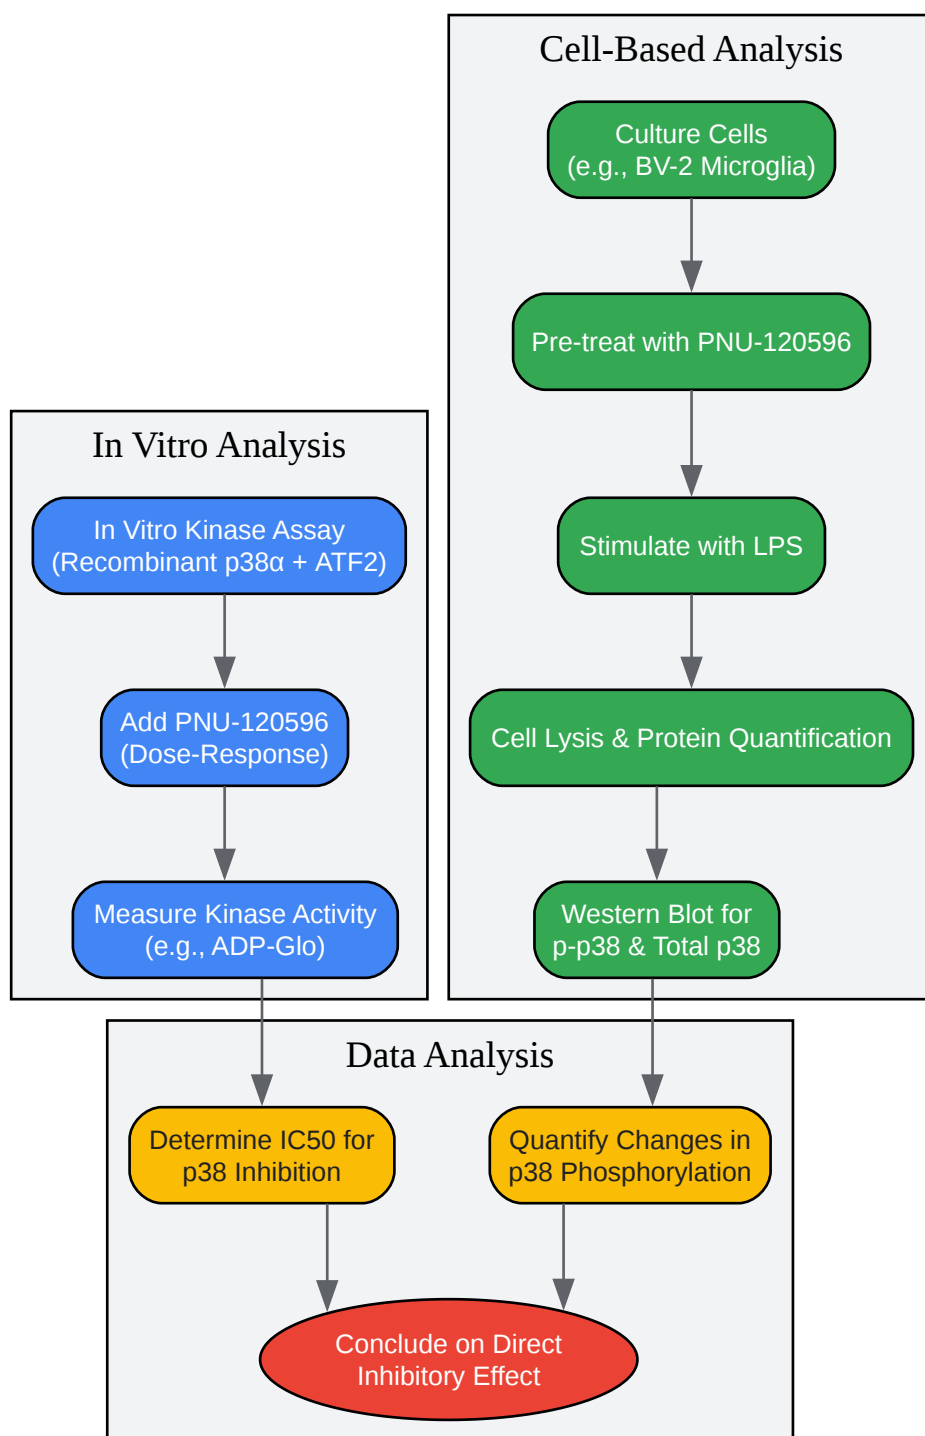 Cell-Based Analysis
Culture Cells
(e.g., BV-2 Microglia)
Pre-treat with PNU-120596
Stimulate with LPS
Cell Lysis & Protein Quantification
Western Blot for
p-p38 & Total p38
In Vitro Analysis
In Vitro Kinase Assay
(Recombinant p38α + ATF2)
Add PNU-120596
(Dose-Response)
Measure Kinase Activity
(e.g., ADP-Glo)
Data Analysis
Determine IC50 for
p38 Inhibition
Quantify Changes in
p38 Phosphorylation
Conclude on Direct
Inhibitory Effect